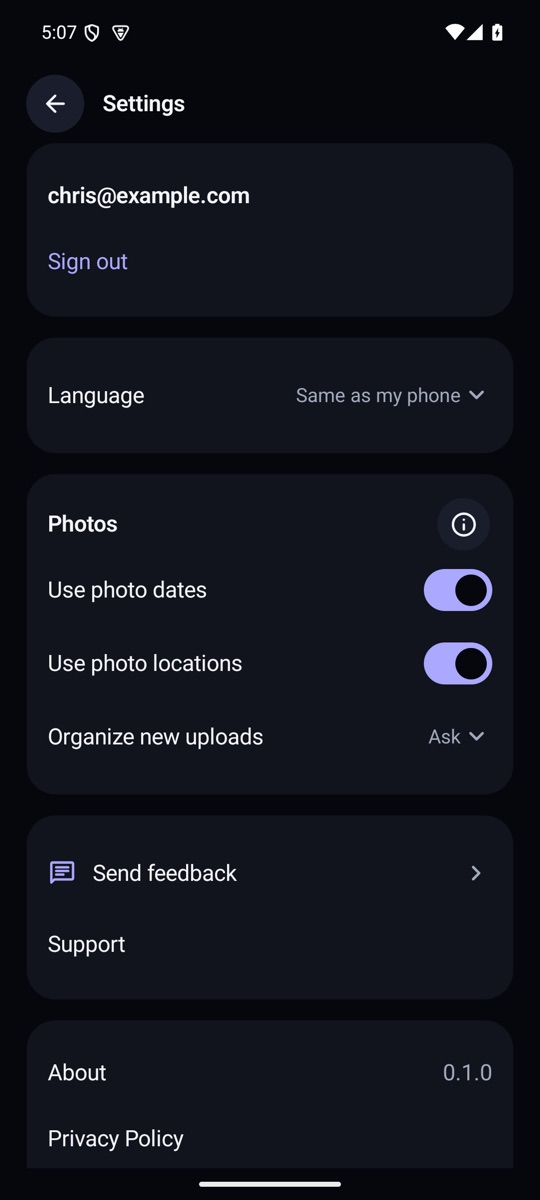 5:07
Settings
chris@example.com
Sign out
Language
Same as my phone
Photos
Use photo dates
Use photo locations
Organize new uploads
Ask
Send feedback
Support
About
0.1.0
Privacy Policy